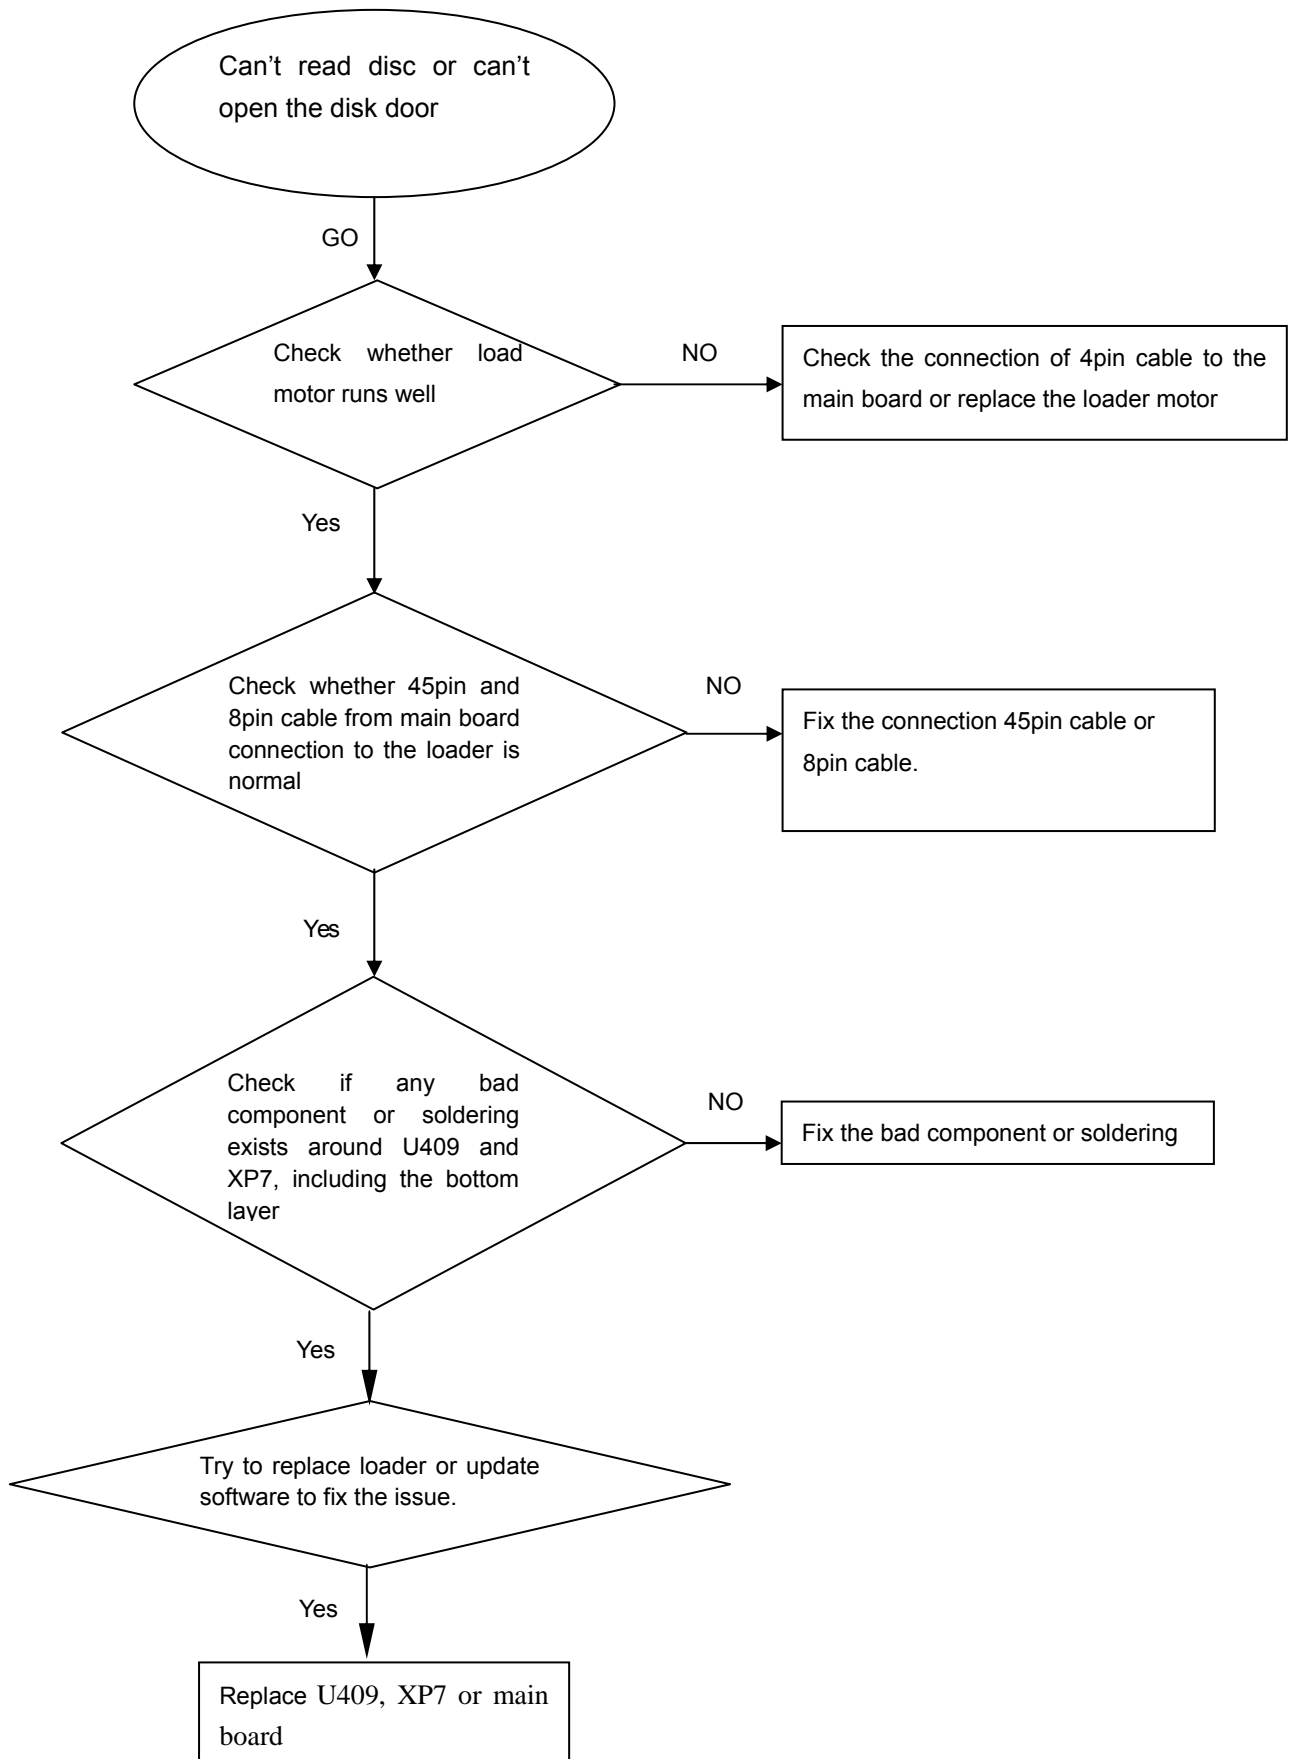 Can't read disc or can't
open the disk door
GO
Check whether load
motor runs well
NO
Check the connection of 4pin cable to the
main board or replace the loader motor
Yes
Check whether 45pin and
8pin cable from main board
connection to the loader is
normal
NO
Fix the connection 45pin cable or
8pin cable.
Yes
Check if any bad
component or soldering
exists around U409 and
XP7, including the bottom
layer
NO
Fix the bad component or soldering
Yes
Try to replace loader or update
software to fix the issue.
Yes
Replace U409, XP7 or main
board